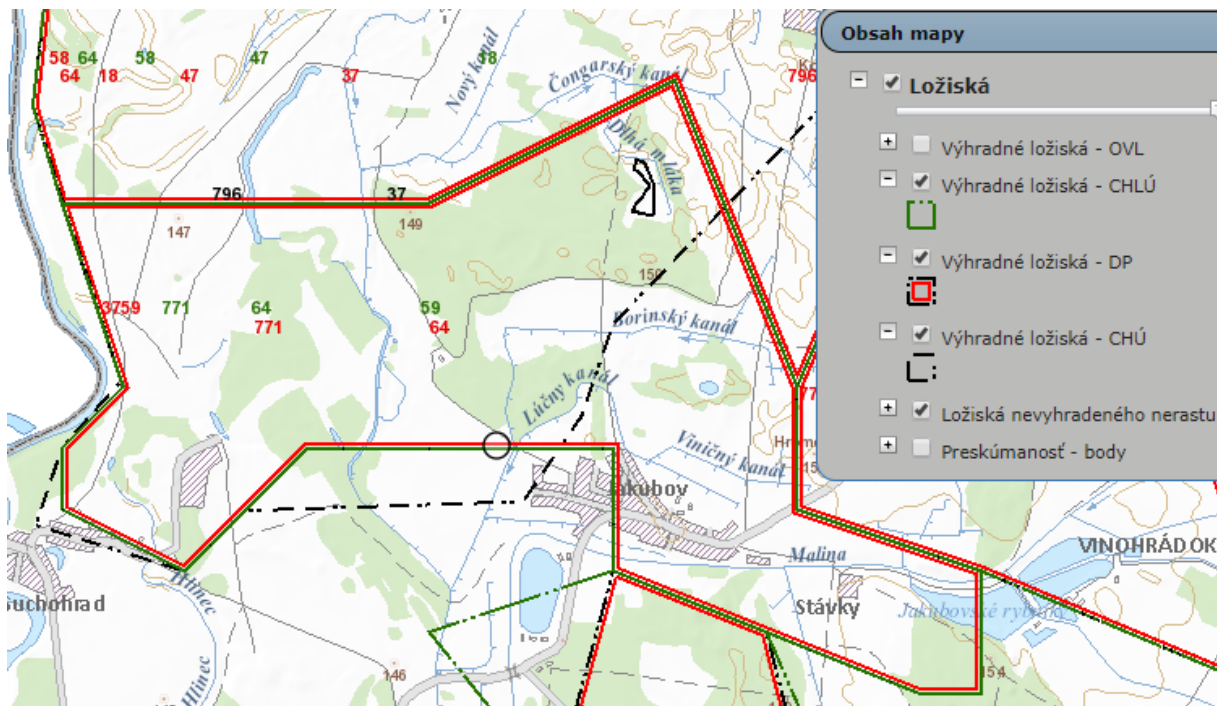 Obsah mapy
Ložiská
Výhradné ložiská - OVL
Výhradné ložiská - CHLÚ
Výhradné ložiská - DP
Výhradné ložiská - CHÚ
Ložiská nevyhradeného nerastu
Preskúmanosť - body
58 64 58 47 18
64 18 47 37 796
Nový kanál
Čongarský kanál
Dlhá mláka
796 37
147
149
150
3759 771 64 59
771 64
Borinský kanál
Lúčny kanál
Viničný kanál
Jakubov
Malina
VINOHRÁDOK
Stávky
Jakubovské rybníky
suchohrad
Hlinec
Hlinec
146
154